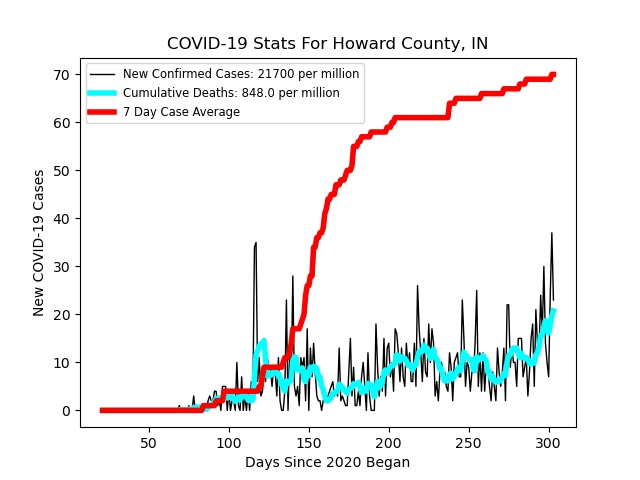 COVID-19 Stats For Howard County, IN
New Confirmed Cases: 21700 per million
Cumulative Deaths: 848.0 per million
7 Day Case Average
70
60
50
40
30
20
10
0
New COVID-19 Cases
50 100 150 200 250 300
Days Since 2020 Began